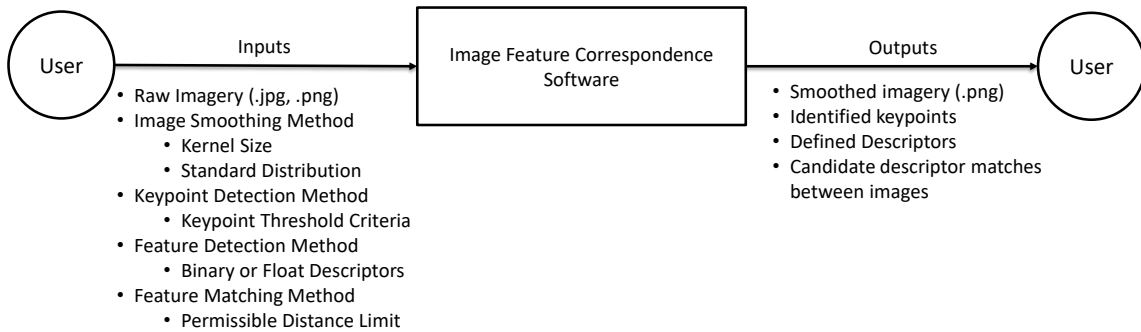 User
Inputs
• Raw Imagery (.jpg, .png)
• Image Smoothing Method
• Kernel Size
• Standard Distribution
• Keypoint Detection Method
• Keypoint Threshold Criteria
• Feature Detection Method
• Binary or Float Descriptors
• Feature Matching Method
• Permissible Distance Limit
Image Feature Correspondence
Software
Outputs
• Smoothed imagery (.png)
• Identified keypoints
• Defined Descriptors
• Candidate descriptor matches
between images
User